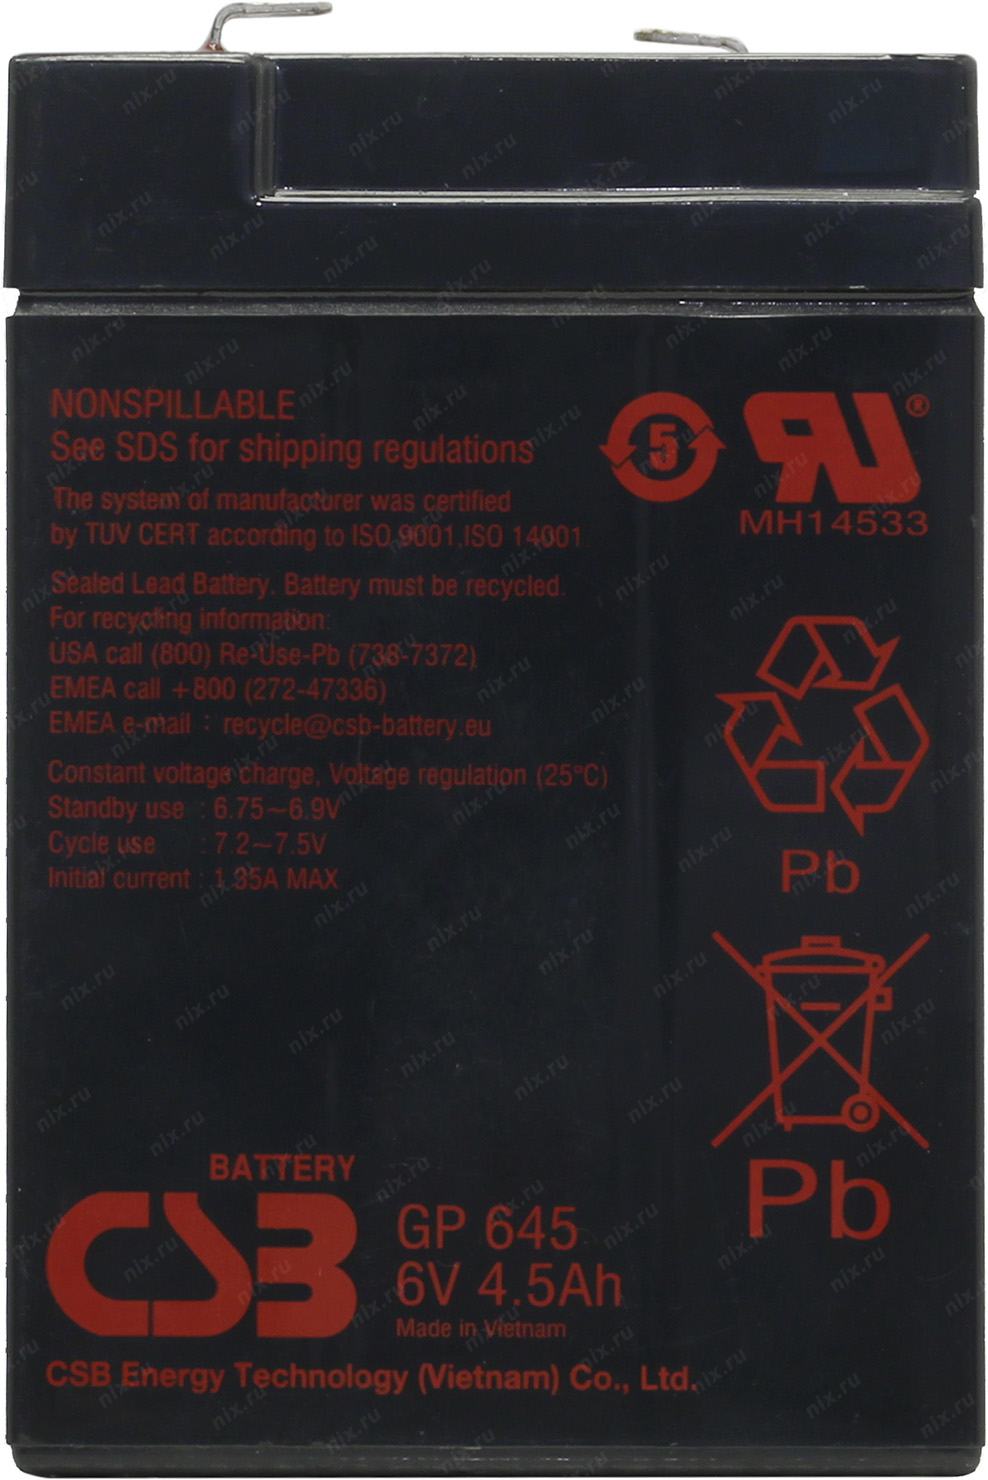 NONSPILLABLE
See SDS for shipping regulations
The system of manufacturer was certified
by TUV CERT according to ISO 9001.ISO 14001
Sealed Lead Battery. Battery must be recycled.
For recycling information:
USA call (800) Re-Use-Pb (738-7372)
EMEA call +800 (272-47336)
EMEA e-mail : recycle@csb-battery.eu
Constant voltage charge, Voltage regulation (25°C)
Standby use : 6.75~6.9V
Cycle use : 7.2~7.5V
Initial current : 1.35A MAX
5
RU®
MH14533
Pb
Pb
BATTERY
CSB
GP 645
6V 4.5Ah
Made in Vietnam
CSB Energy Technology (Vietnam) Co., Ltd.
nix.ru